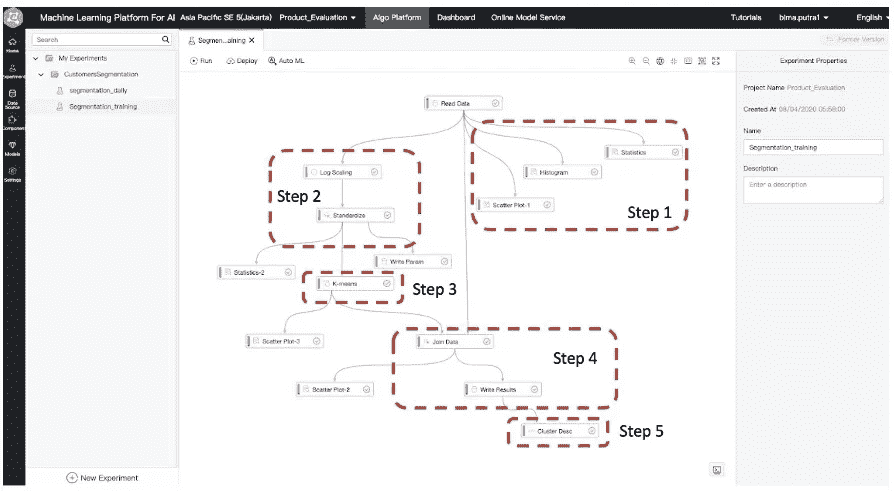 Machine Learning Platform For AI Asia Pacific SE 5(Jakarta) Product_Evaluation Algo Platform Dashboard Online Model Service Tutorials bima.putra1 English
Search
Segmen...aining ✕
Former Version
Home
Experiment
Data Source
Component
Models
Settings
My Experiments
CustomersSegmentation
segmentation_daily
Segmentation_training
New Experiment
Run Deploy Auto ML
Read Data
Statistics
Histogram
Scatter Plot-1
Step 1
Log Scaling
Standardize
Step 2
Write Param
Statistics-2
K-means
Step 3
Scatter Plot-3
Join Data
Step 4
Scatter Plot-2
Write Results
Cluster Desc
Step 5
Experiment Properties
Project Name Product_Evaluation
Created At 08/04/2020 05:58:00
Name
Segmentation_training
Description
Enter a description